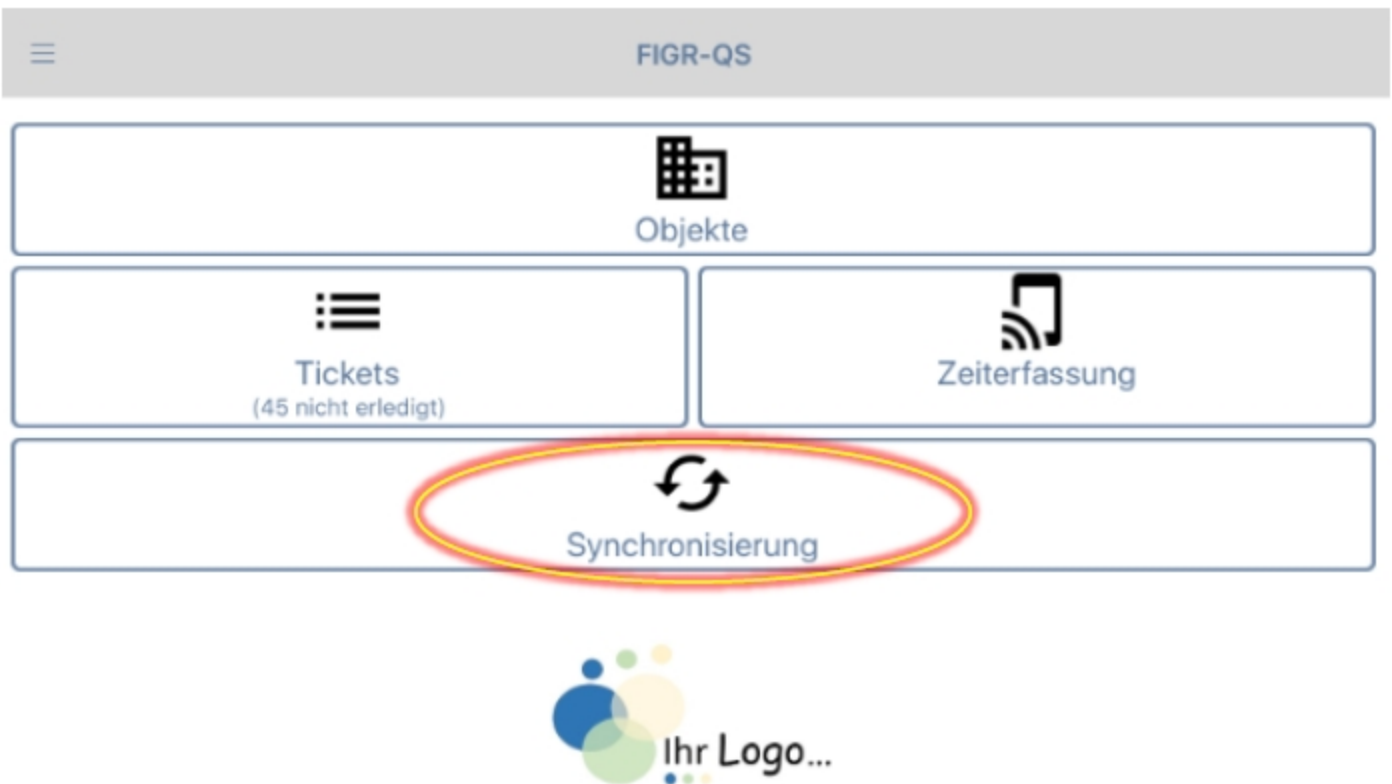 FIGR-QS
Objekte
Tickets
(45 nicht erledigt)
Zeiterfassung
Synchronisierung
Ihr Logo...